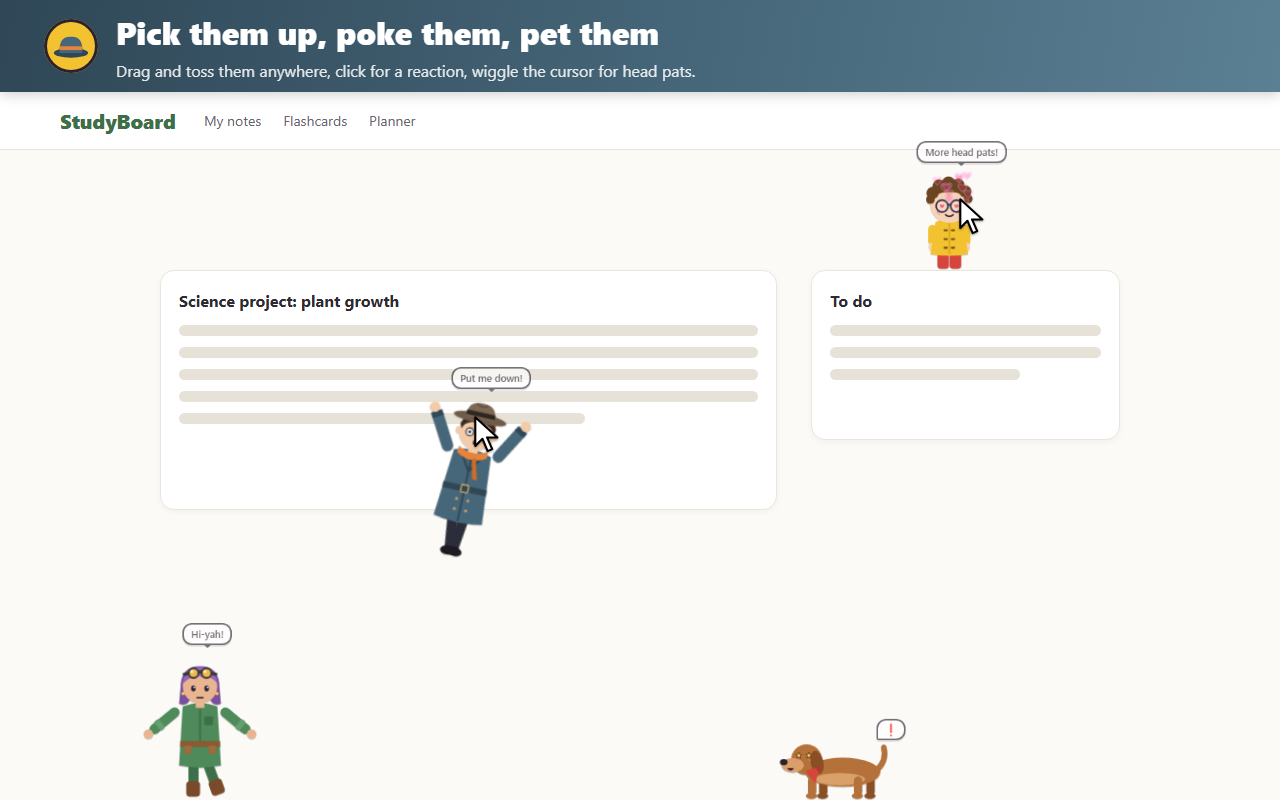 Pick them up, poke them, pet them
Drag and toss them anywhere, click for a reaction, wiggle the cursor for head pats.
StudyBoard
My notes
Flashcards
Planner
More head pats!
Science project: plant growth
To do
Put me down!
Hi-yah!
!